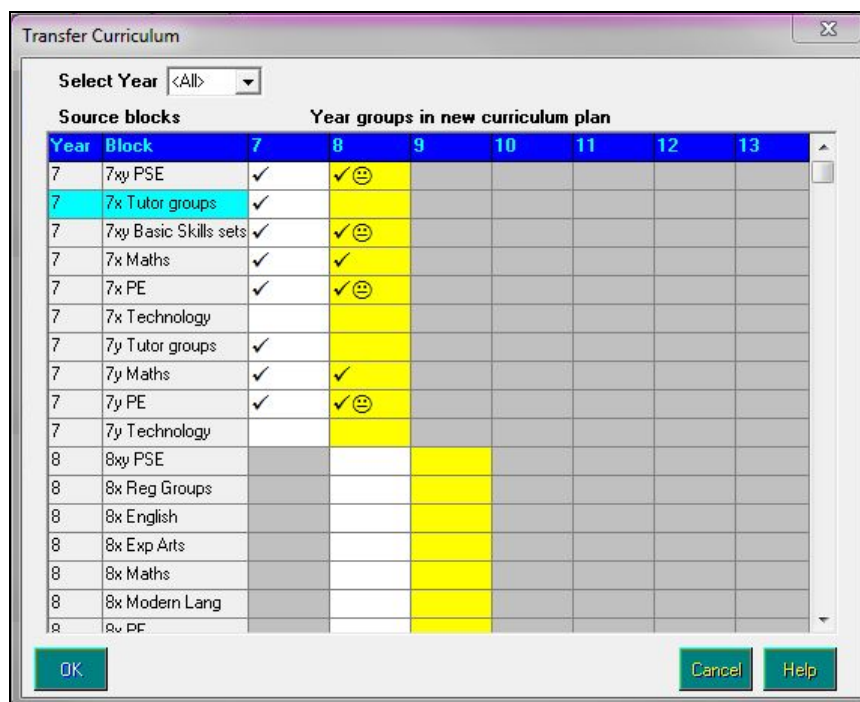 Transfer Curriculum
Select Year <All>
Source blocks Year groups in new curriculum plan
Year Block 7 8 9 10 11 12 13
7 7xy PSE ✓ ✓😐
7 7x Tutor groups ✓
7 7xy Basic Skills sets ✓ ✓😐
7 7x Maths ✓ ✓
7 7x PE ✓ ✓😐
7 7x Technology
7 7y Tutor groups ✓
7 7y Maths ✓ ✓
7 7y PE ✓ ✓😐
7 7y Technology
8 8xy PSE
8 8x Reg Groups
8 8x English
8 8x Exp Arts
8 8x Maths
8 8x Modern Lang
8 8x PE
OK Cancel Help